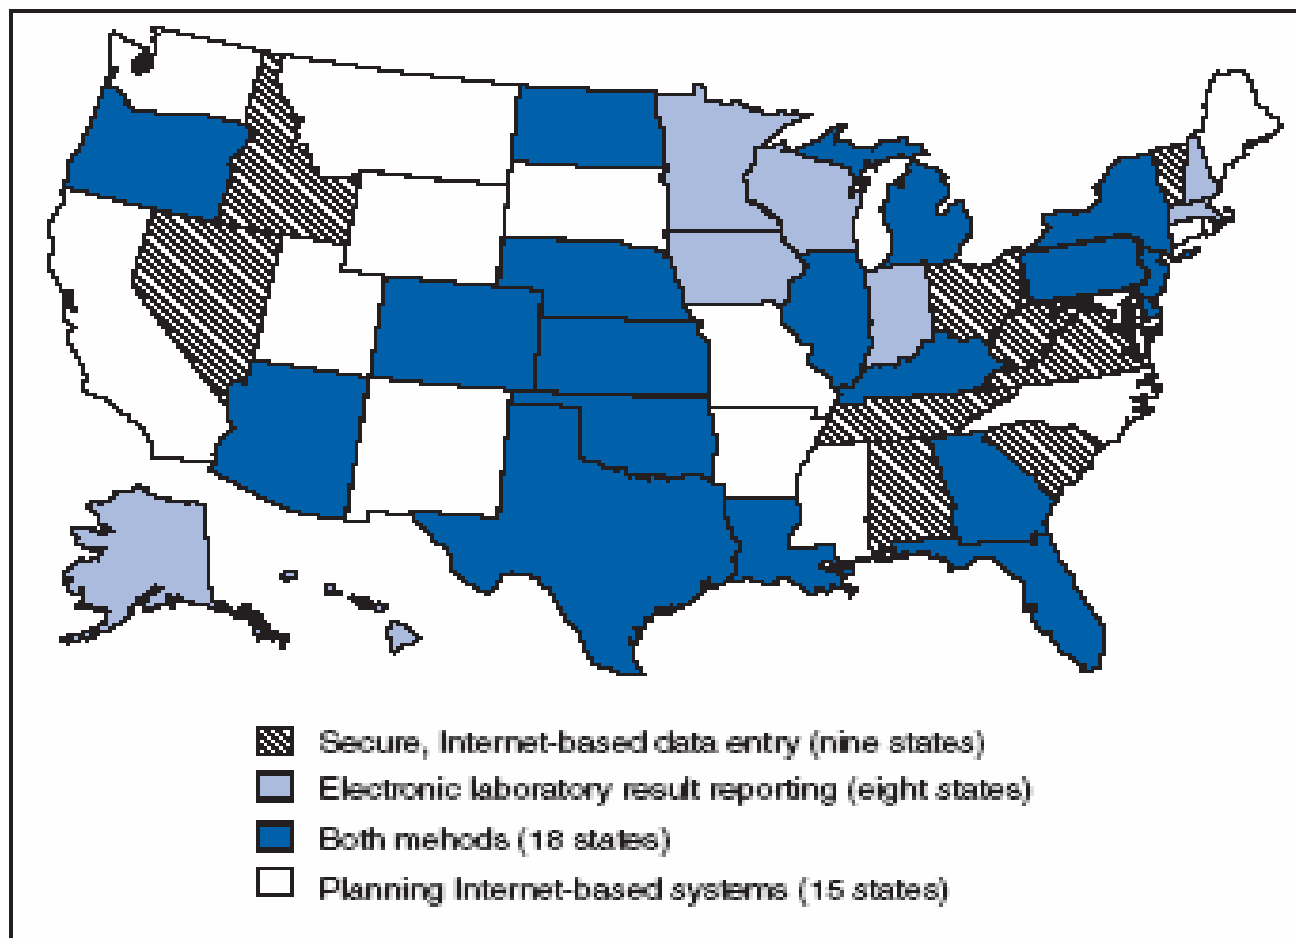 Secure, Internet-based data entry (nine states)
Electronic laboratory result reporting (eight states)
Both mehods (18 states)
Planning Internet-based systems (15 states)